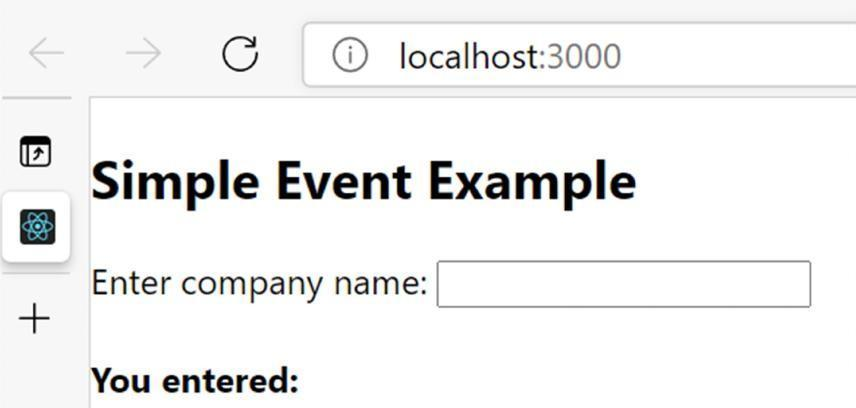 localhost:3000
Simple Event Example
Enter company name:
You entered: